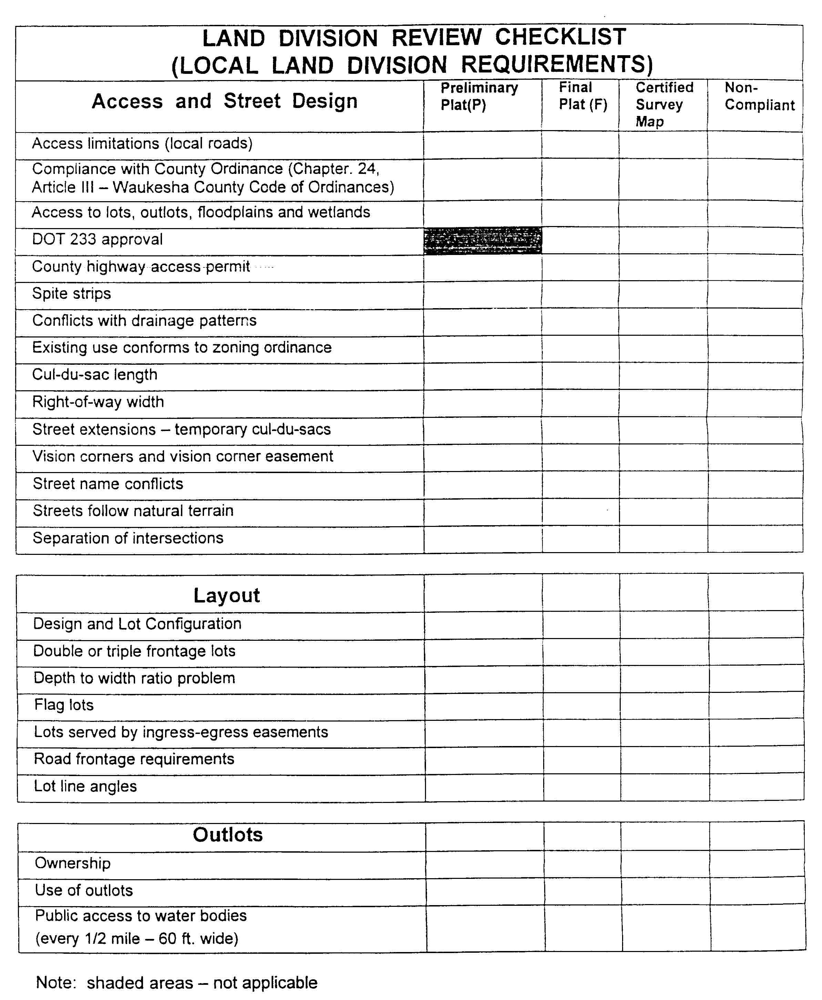 LAND DIVISION REVIEW CHECKLIST
(LOCAL LAND DIVISION REQUIREMENTS)
Access and Street Design
Preliminary
Plat(P)
Final
Plat (F)
Certified
Survey
Map
Non-
Compliant
Access limitations (local roads)
Compliance with County Ordinance (Chapter. 24,
Article III – Waukesha County Code of Ordinances)
Access to lots, outlots, floodplains and wetlands
DOT 233 approval
County highway access permit
Spite strips
Conflicts with drainage patterns
Existing use conforms to zoning ordinance
Cul-du-sac length
Right-of-way width
Street extensions – temporary cul-du-sacs
Vision corners and vision corner easement
Street name conflicts
Streets follow natural terrain
Separation of intersections
Layout
Design and Lot Configuration
Double or triple frontage lots
Depth to width ratio problem
Flag lots
Lots served by ingress-egress easements
Road frontage requirements
Lot line angles
Outlots
Ownership
Use of outlots
Public access to water bodies
(every 1/2 mile – 60 ft. wide)
Note: shaded areas – not applicable